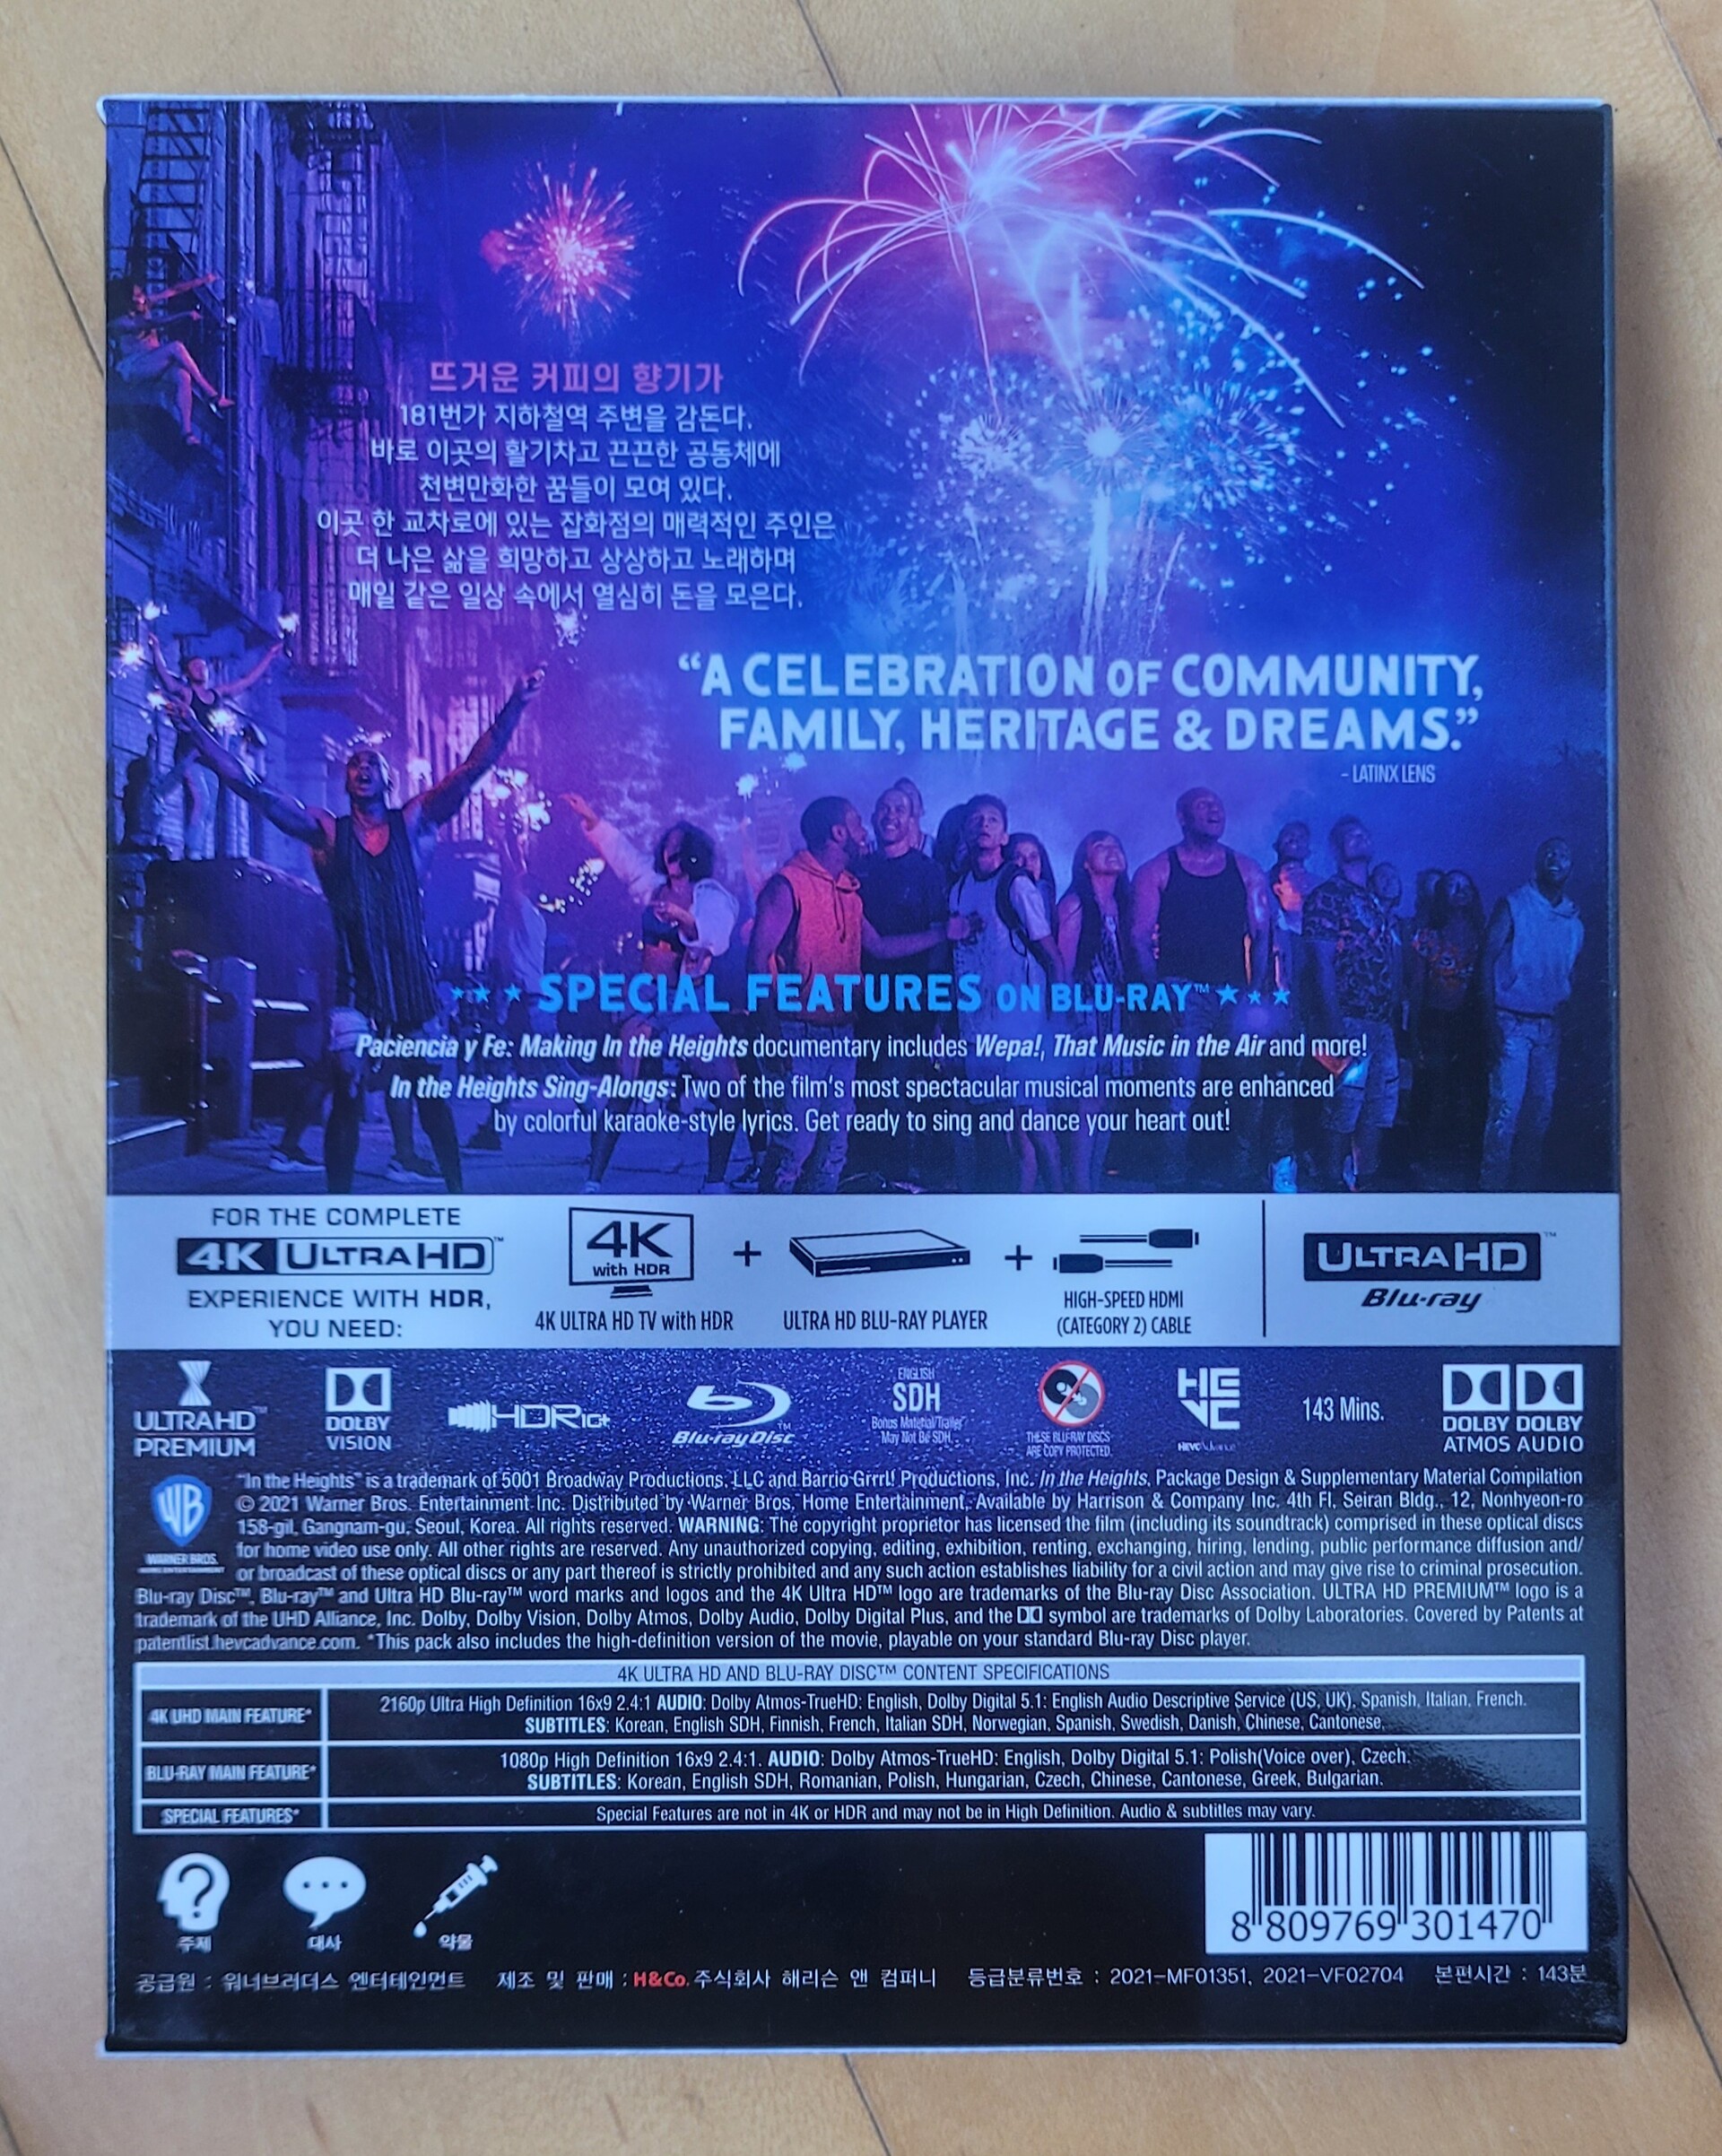 뜨거운 커피의 향기가
181번가 지하철역 주변을 감돈다.
바로 이곳의 활기차고 끈끈한 공동체에
천변만화한 꿈들이 모여 있다.
이곳 한 교차로에 있는 잡화점의 매력적인 주인은
더 나은 삶을 희망하고 상상하고 노래하며
매일 같은 일상 속에서 열심히 돈을 모은다.
“A CELEBRATION OF COMMUNITY,
FAMILY, HERITAGE & DREAMS.”
- LATINX LENS
SPECIAL FEATURES ON BLU-RAY™
Paciencia y Fe: Making In the Heights documentary includes Wepa!, That Music in the Air and more!
In the Heights Sing-Alongs: Two of the film's most spectacular musical moments are enhanced
by colorful karaoke-style lyrics. Get ready to sing and dance your heart out!
FOR THE COMPLETE
4K ULTRA HD™
EXPERIENCE WITH HDR,
YOU NEED:
4K
with HDR
4K ULTRA HD TV with HDR
+
ULTRA HD BLU-RAY PLAYER
+
HIGH-SPEED HDMI
(CATEGORY 2) CABLE
ULTRA HD™
Blu-ray
ULTRA HD™
PREMIUM
DOLBY
VISION
HDR10+
Blu-ray Disc™
ENGLISH
SDH
Bonus Material/Trailer
May Not Be SDH.
THESE BLU-RAY DISCS
ARE COPY PROTECTED.
HEVC
HEVC Advance
143 Mins.
DOLBY DOLBY
ATMOS AUDIO
WB
WARNER BROS.
HOME ENTERTAINMENT
“In the Heights” is a trademark of 5001 Broadway Productions, LLC and Barrio Grrrl! Productions, Inc. In the Heights. Package Design & Supplementary Material Compilation
© 2021 Warner Bros. Entertainment Inc. Distributed by Warner Bros. Home Entertainment, Available by Harrison & Company Inc. 4th Fl, Seiran Bldg., 12, Nonhyeon-ro
158-gil, Gangnam-gu, Seoul, Korea. All rights reserved. WARNING: The copyright proprietor has licensed the film (including its soundtrack) comprised in these optical discs
for home video use only. All other rights are reserved. Any unauthorized copying, editing, exhibition, renting, exchanging, hiring, lending, public performance diffusion and/
or broadcast of these optical discs or any part thereof is strictly prohibited and any such action establishes liability for a civil action and may give rise to criminal prosecution.
Blu-ray Disc™, Blu-ray™ and Ultra HD Blu-ray™ word marks and logos and the 4K Ultra HD™ logo are trademarks of the Blu-ray Disc Association. ULTRA HD PREMIUM™ logo is a
trademark of the UHD Alliance, Inc. Dolby, Dolby Vision, Dolby Atmos, Dolby Audio, Dolby Digital Plus, and the symbol are trademarks of Dolby Laboratories. Covered by Patents at
patentlist.hevcadvance.com. *This pack also includes the high-definition version of the movie, playable on your standard Blu-ray Disc player.
4K ULTRA HD AND BLU-RAY DISC™ CONTENT SPECIFICATIONS
4K UHD MAIN FEATURE*
2160p Ultra High Definition 16x9 2.4:1 AUDIO: Dolby Atmos-TrueHD: English, Dolby Digital 5.1: English Audio Descriptive Service (US, UK), Spanish, Italian, French.
SUBTITLES: Korean, English SDH, Finnish, French, Italian SDH, Norwegian, Spanish, Swedish, Danish, Chinese, Cantonese.
BLU-RAY MAIN FEATURE*
1080p High Definition 16x9 2.4:1. AUDIO: Dolby Atmos-TrueHD: English, Dolby Digital 5.1: Polish(Voice over), Czech.
SUBTITLES: Korean, English SDH, Romanian, Polish, Hungarian, Czech, Chinese, Cantonese, Greek, Bulgarian.
SPECIAL FEATURES*
Special Features are not in 4K or HDR and may not be in High Definition. Audio & subtitles may vary.
주제
대사
약물
8 809769 301470
공급원 : 워너브러더스 엔터테인먼트 제조 및 판매 : H&Co. 주식회사 해리슨 앤 컴퍼니 등급분류번호 : 2021-MF01351, 2021-VF02704 본편시간 : 143분